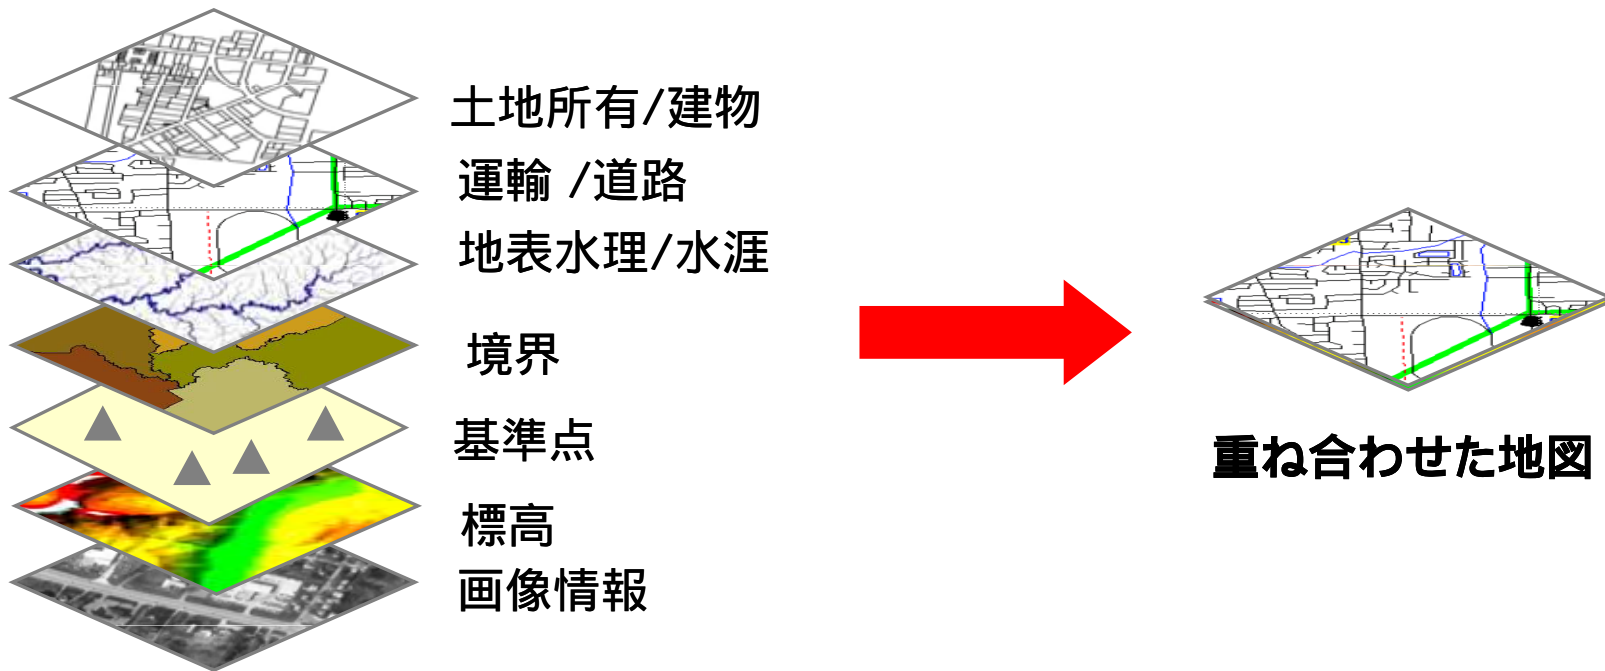 土地所有/建物
運輸 /道路
地表水理/水涯
境界
基準点
標高
画像情報
重ね合わせた地図